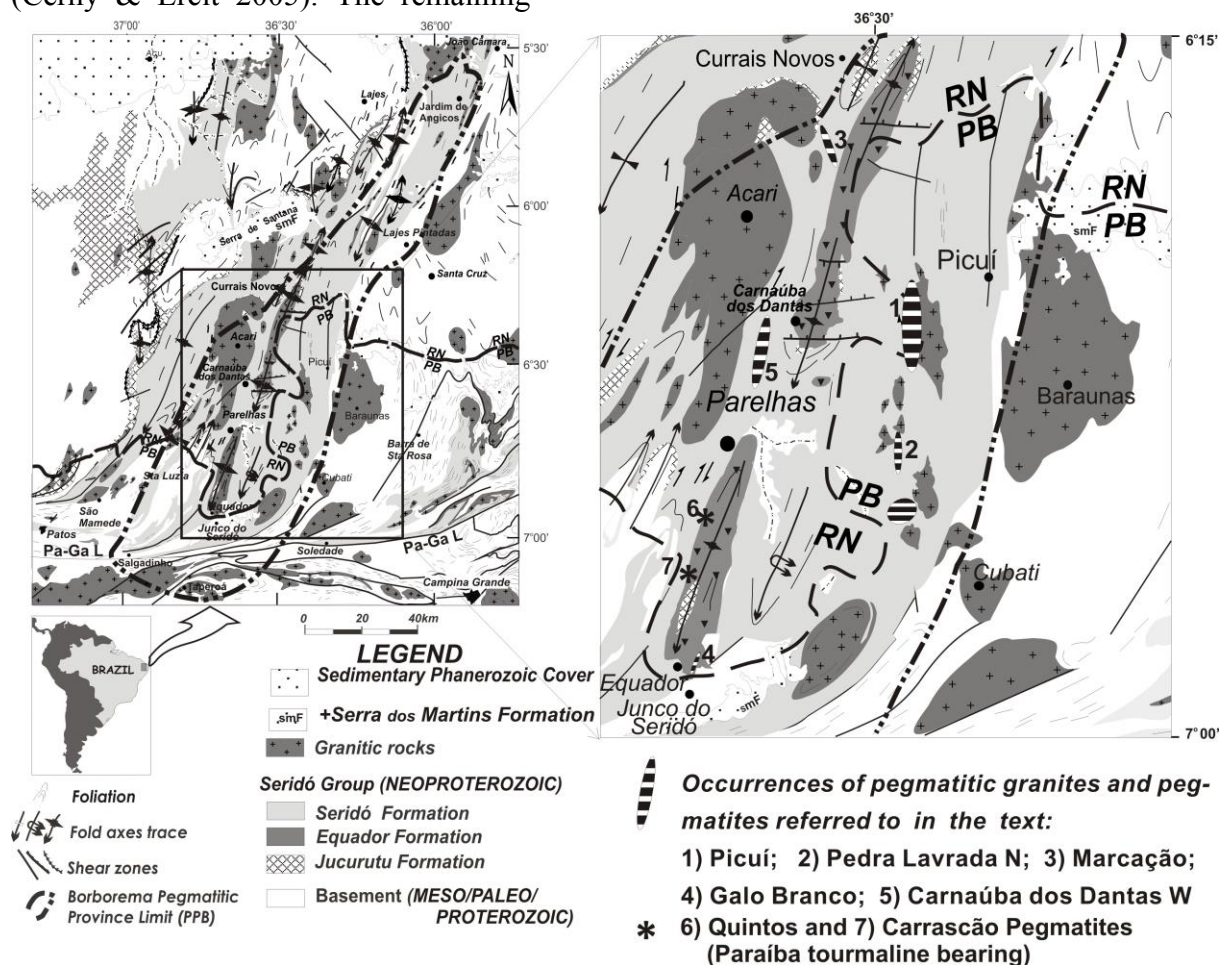 (Cerny & Ercit 2005). The remaining
37°00'
36°30'
36°00'
Açu
João Câmara
5°30'
N
Lajes
Jardim de
Angicos
6°00'
Serra de Santana
smF
Lajes Pintadas
Santa Cruz
Currais Novos
RN
PB
Acari
Picuí
RN
PB
6°30'
Carnaúba
dos Dantas
Baraunas
Parelhas
Barra de
Sta Rosa
RN
PB
PB
RN
Sta Luzia
Cubati
São
Mamede
Equador
Patos
Junco do
Seridó
7°00'
Pa-Ga L
Soledade
Pa-Ga L
Salgadinho
Campina Grande
Taperoá
0 20 40km
BRAZIL
LEGEND
Sedimentary Phanerozoic Cover
smF +Serra dos Martins Formation
Granitic rocks
Seridó Group (NEOPROTEROZOIC)
Seridó Formation
Equador Formation
Jucurutu Formation
Basement (MESO/PALEO/
PROTEROZOIC)
Foliation
Fold axes trace
Shear zones
Borborema Pegmatitic
Province Limit (PPB)
36°30'
6°15'
Currais Novos
RN
PB
3
Acari
RN
smF PB
Picuí
Carnaúba
dos Dantas
1
5
Baraunas
Parelhas
2
PB
6
RN
7
Cubati
4
Equador
Junco do
Seridó
smF
7°00'
Occurrences of pegmatitic granites and peg-
matites referred to in the text:
1) Picuí; 2) Pedra Lavrada N; 3) Marcação;
4) Galo Branco; 5) Carnaúba dos Dantas W
* 6) Quintos and 7) Carrascão Pegmatites
(Paraíba tourmaline bearing)